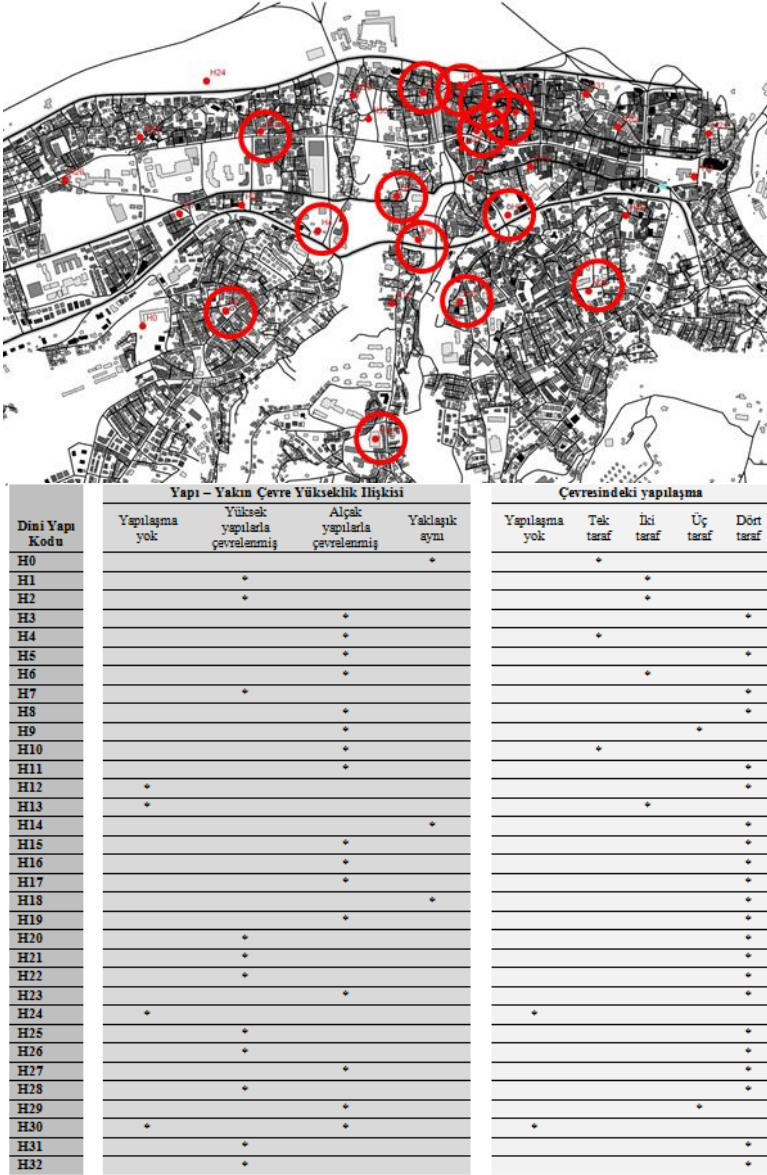 H24
H0
Yapı – Yakın Çevre Yükseklik Ilişkisi Çevresindeki yapılaşma
Dini Yapı Kodu Yapılaşma yok Yüksek yapılarla çevrelenmiş Alçak yapılarla çevrelenmiş Yaklaşık aynı Yapılaşma yok Tek taraf İki taraf Üç taraf Dört taraf
H0 * *
H1 * *
H2 * *
H3 * *
H4 * *
H5 * *
H6 * *
H7 * *
H8 * *
H9 * *
H10 * *
H11 * *
H12 * *
H13 * *
H14 * *
H15 * *
H16 * *
H17 * *
H18 * *
H19 * *
H20 * *
H21 * *
H22 * *
H23 * *
H24 * *
H25 * *
H26 * *
H27 * *
H28 * *
H29 * *
H30 * * *
H31 * *
H32 * *